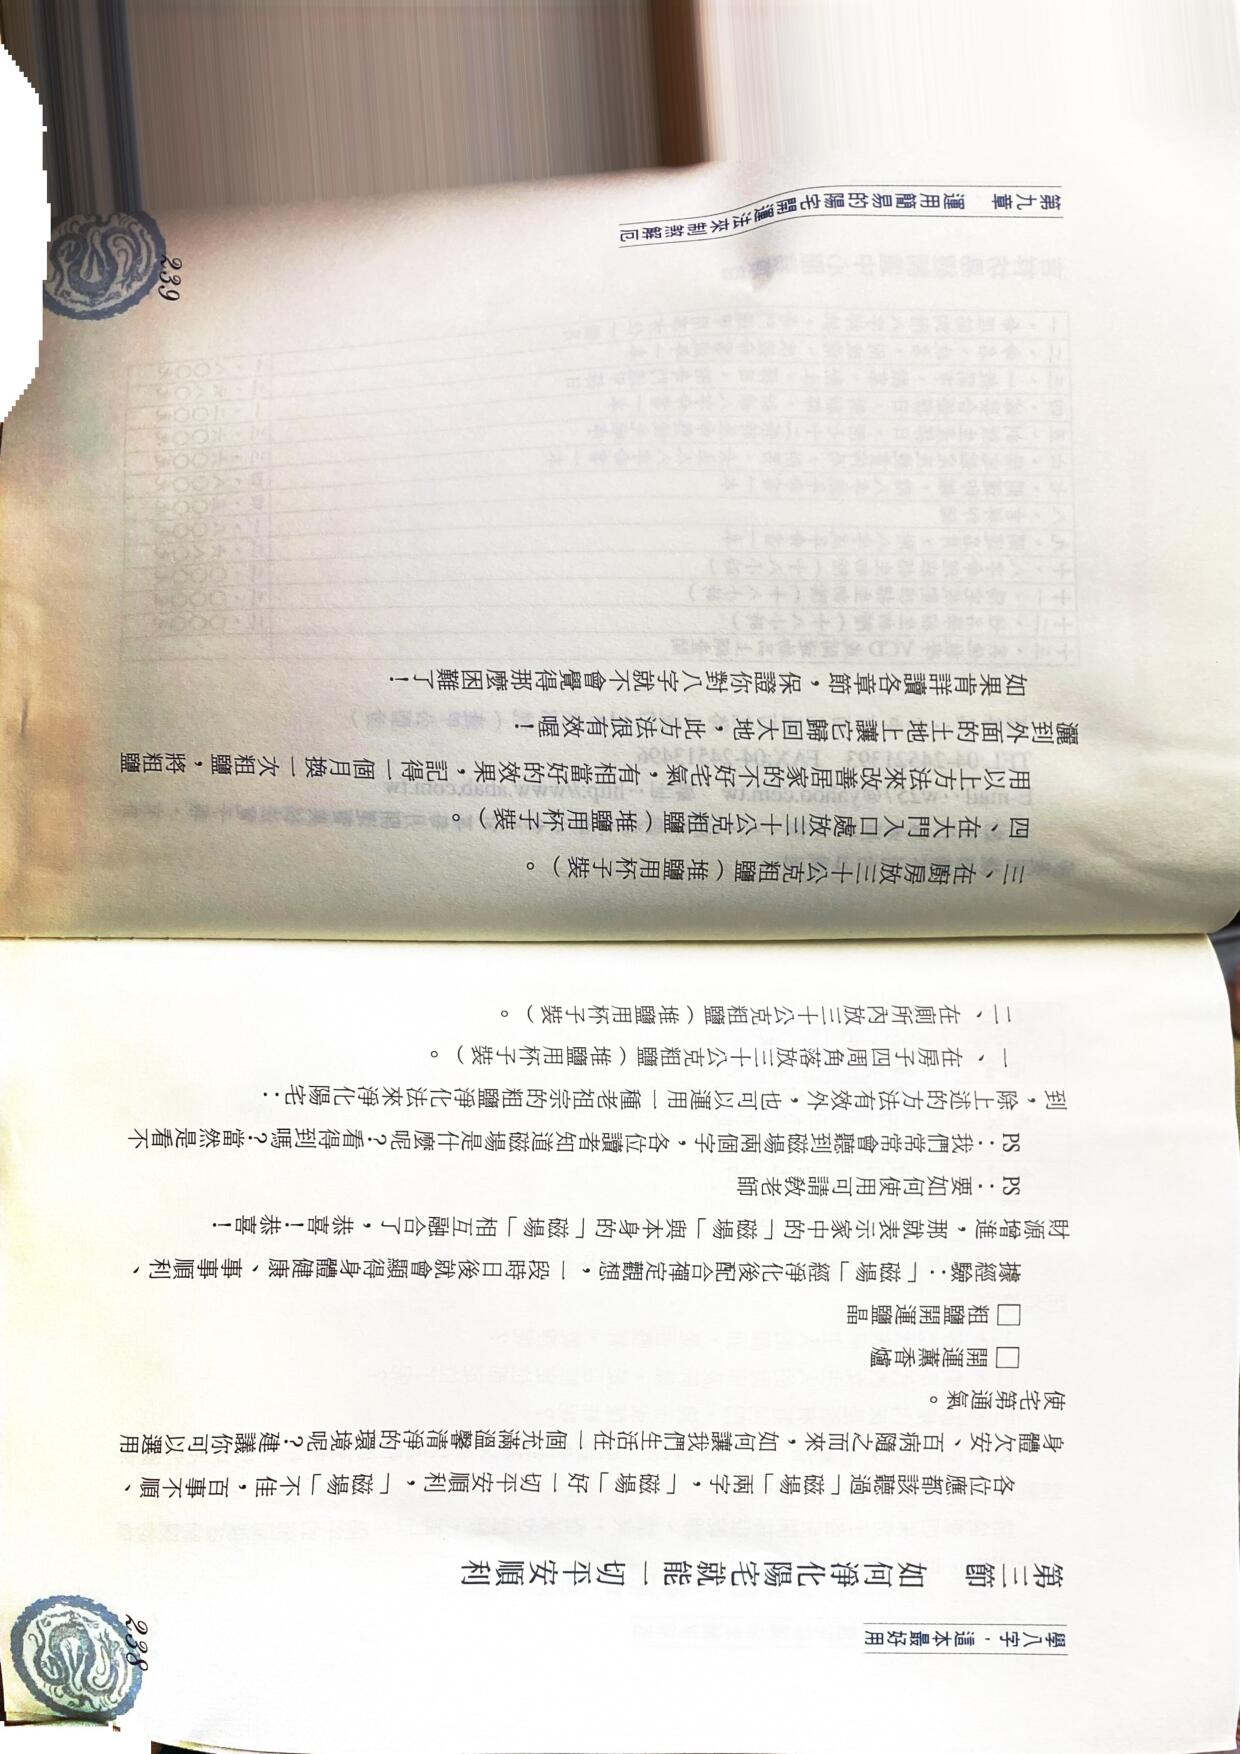 學八字，這本最好用
第三節　如何淨化陽宅就能一切平安順利
各位應都該聽過「磁場」兩字，「磁場」好一切平安順利，「磁場」不佳，百事不順、
身體欠安、百病隨之而來，如何讓我們生活在一個充滿溫馨清淨的環境呢？建議你可以選用
使宅第通氣。
□開運薰香爐
□粗鹽開運鹽晶
據經驗：「磁場」經淨化後配合禪定觀想，一段時日後就會顯得身體健康、事事順利、
財源增進，那就表示家中的「磁場」與本身的「磁場」相互融合了，恭喜！恭喜！
PS：要如何使用可請教老師
PS：我們常常會聽到磁場兩個字，各位讀者知道磁場是什麼呢？看得到嗎？當然是看不
到，除上述的方法有效外，也可以運用一種老祖宗的粗鹽淨化法來淨化陽宅：
一、在房子四周角落放三十公克粗鹽（堆鹽用杯子裝）。
二、在廁所內放三十公克粗鹽（堆鹽用杯子裝）。
238
三、在廚房放三十公克粗鹽（堆鹽用杯子裝）。
四、在大門入口處放三十公克粗鹽（堆鹽用杯子裝）。
用以上方法來改善居家的不好宅氣，有相當好的效果，記得一個月換一次粗鹽，將粗鹽
灑到外面的土地上讓它歸回大地，此方法很有效喔！
如果肯詳讀各章節，保證你對八字就不會覺得那麼困難了！
第九章　運用簡易的陽宅開運法來制煞解厄
239